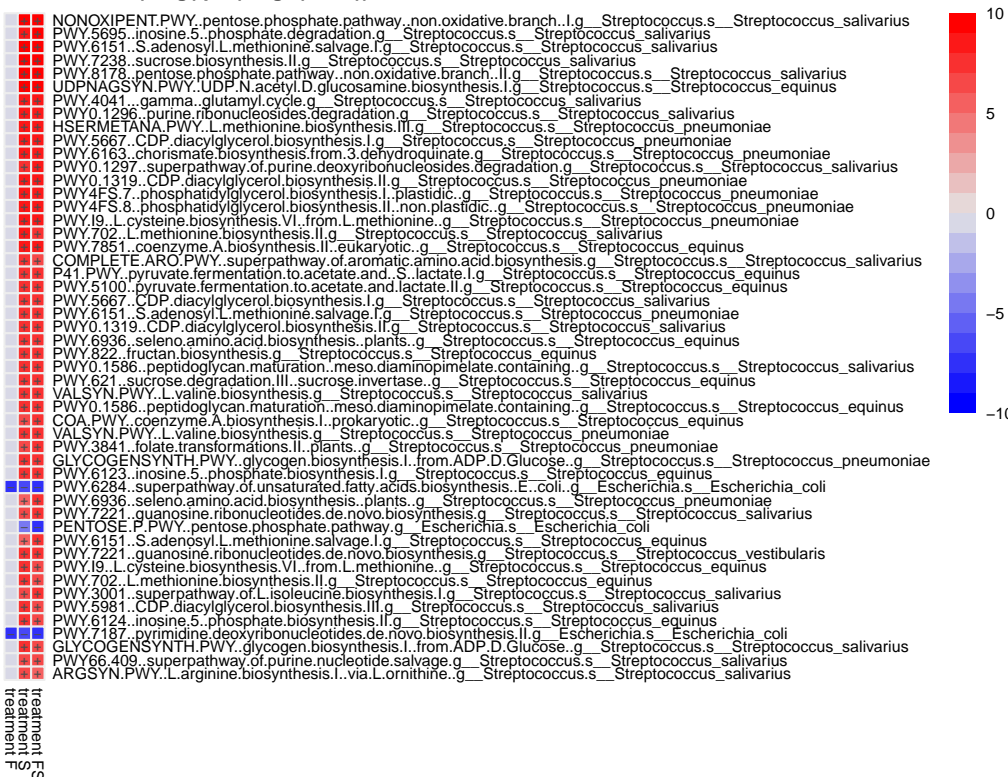 NONOXIPENT.PWY..pentose.phosphate.pathway..non.oxidative.branch..I.g__Streptococcus.s__Streptococcus_salivarius
PWY.5695..inosine.5..phosphate.degradation.g__Streptococcus.s__Streptococcus_salivarius
PWY.6151..S.adenosyl.L.methionine.salvage.I.g__Streptococcus.s__Streptococcus_salivarius
PWY.7238..sucrose.biosynthesis.II.g__Streptococcus.s__Streptococcus_salivarius
PWY.8178..pentose.phosphate.pathway..non.oxidative.branch..II.g__Streptococcus.s__Streptococcus_salivarius
UDPNAGSYN.PWY..UDP.N.acetyl.D.glucosamine.biosynthesis.I.g__Streptococcus.s__Streptococcus_equinus
PWY.4041...gamma..glutamyl.cycle.g__Streptococcus.s__Streptococcus_salivarius
PWY0.1296..purine.ribonucleosides.degradation.g__Streptococcus.s__Streptococcus_salivarius
HSERMETANA.PWY..L.methionine.biosynthesis.III.g__Streptococcus.s__Streptococcus_pneumoniae
PWY.5667..CDP.diacylglycerol.biosynthesis.I.g__Streptococcus.s__Streptococcus_pneumoniae
PWY.6163..chorismate.biosynthesis.from.3.dehydroquinate.g__Streptococcus.s__Streptococcus_pneumoniae
PWY0.1297..superpathway.of.purine.deoxyribonucleosides.degradation.g__Streptococcus.s__Streptococcus_salivarius
PWY0.1319..CDP.diacylglycerol.biosynthesis.II.g__Streptococcus.s__Streptococcus_pneumoniae
PWY4FS.7..phosphatidylglycerol.biosynthesis.I..plastidic..g__Streptococcus.s__Streptococcus_pneumoniae
PWY4FS.8..phosphatidylglycerol.biosynthesis.II..non.plastidic..g__Streptococcus.s__Streptococcus_pneumoniae
PWY.I9..L.cysteine.biosynthesis.VI..from.L.methionine..g__Streptococcus.s__Streptococcus_pneumoniae
PWY.702..L.methionine.biosynthesis.II.g__Streptococcus.s__Streptococcus_salivarius
PWY.7851..coenzyme.A.biosynthesis.II..eukaryotic..g__Streptococcus.s__Streptococcus_equinus
COMPLETE.ARO.PWY..superpathway.of.aromatic.amino.acid.biosynthesis.g__Streptococcus.s__Streptococcus_salivarius
P41.PWY..pyruvate.fermentation.to.acetate.and..S..lactate.I.g__Streptococcus.s__Streptococcus_equinus
PWY.5100..pyruvate.fermentation.to.acetate.and.lactate.II.g__Streptococcus.s__Streptococcus_equinus
PWY.5667..CDP.diacylglycerol.biosynthesis.I.g__Streptococcus.s__Streptococcus_salivarius
PWY.6151..S.adenosyl.L.methionine.salvage.I.g__Streptococcus.s__Streptococcus_pneumoniae
PWY0.1319..CDP.diacylglycerol.biosynthesis.II.g__Streptococcus.s__Streptococcus_salivarius
PWY.6936..seleno.amino.acid.biosynthesis..plants..g__Streptococcus.s__Streptococcus_equinus
PWY.822..fructan.biosynthesis.g__Streptococcus.s__Streptococcus_equinus
PWY0.1586..peptidoglycan.maturation..meso.diaminopimelate.containing..g__Streptococcus.s__Streptococcus_salivarius
PWY.621..sucrose.degradation.III..sucrose.invertase..g__Streptococcus.s__Streptococcus_equinus
VALSYN.PWY..L.valine.biosynthesis.g__Streptococcus.s__Streptococcus_salivarius
PWY0.1586..peptidoglycan.maturation..meso.diaminopimelate.containing..g__Streptococcus.s__Streptococcus_equinus
COA.PWY..coenzyme.A.biosynthesis.I..prokaryotic..g__Streptococcus.s__Streptococcus_equinus
VALSYN.PWY..L.valine.biosynthesis.g__Streptococcus.s__Streptococcus_pneumoniae
PWY.3841..folate.transformations.II..plants..g__Streptococcus.s__Streptococcus_pneumoniae
GLYCOGENSYNTH.PWY..glycogen.biosynthesis.I..from.ADP.D.Glucose..g__Streptococcus.s__Streptococcus_pneumoniae
PWY.6123..inosine.5..phosphate.biosynthesis.I.g__Streptococcus.s__Streptococcus_equinus
PWY.6284..superpathway.of.unsaturated.fatty.acids.biosynthesis..E..coli..g__Escherichia.s__Escherichia_coli
PWY.6936..seleno.amino.acid.biosynthesis..plants..g__Streptococcus.s__Streptococcus_pneumoniae
PWY.7221..guanosine.ribonucleotides.de.novo.biosynthesis.g__Streptococcus.s__Streptococcus_salivarius
PENTOSE.P.PWY..pentose.phosphate.pathway.g__Escherichia.s__Escherichia_coli
PWY.6151..S.adenosyl.L.methionine.salvage.I.g__Streptococcus.s__Streptococcus_equinus
PWY.7221..guanosine.ribonucleotides.de.novo.biosynthesis.g__Streptococcus.s__Streptococcus_vestibularis
PWY.I9..L.cysteine.biosynthesis.VI..from.L.methionine..g__Streptococcus.s__Streptococcus_equinus
PWY.702..L.methionine.biosynthesis.II.g__Streptococcus.s__Streptococcus_equinus
PWY.3001..superpathway.of.L.isoleucine.biosynthesis.I.g__Streptococcus.s__Streptococcus_salivarius
PWY.5981..CDP.diacylglycerol.biosynthesis.III.g__Streptococcus.s__Streptococcus_salivarius
PWY.6124..inosine.5..phosphate.biosynthesis.II.g__Streptococcus.s__Streptococcus_equinus
PWY.7187..pyrimidine.deoxyribonucleotides.de.novo.biosynthesis.II.g__Escherichia.s__Escherichia_coli
GLYCOGENSYNTH.PWY..glycogen.biosynthesis.I..from.ADP.D.Glucose..g__Streptococcus.s__Streptococcus_salivarius
PWY66.409..superpathway.of.purine.nucleotide.salvage.g__Streptococcus.s__Streptococcus_salivarius
ARGSYN.PWY..L.arginine.biosynthesis.I..via.L.ornithine..g__Streptococcus.s__Streptococcus_salivarius
treatment F
treatment S
treatment FS
10
5
0
−5
−10